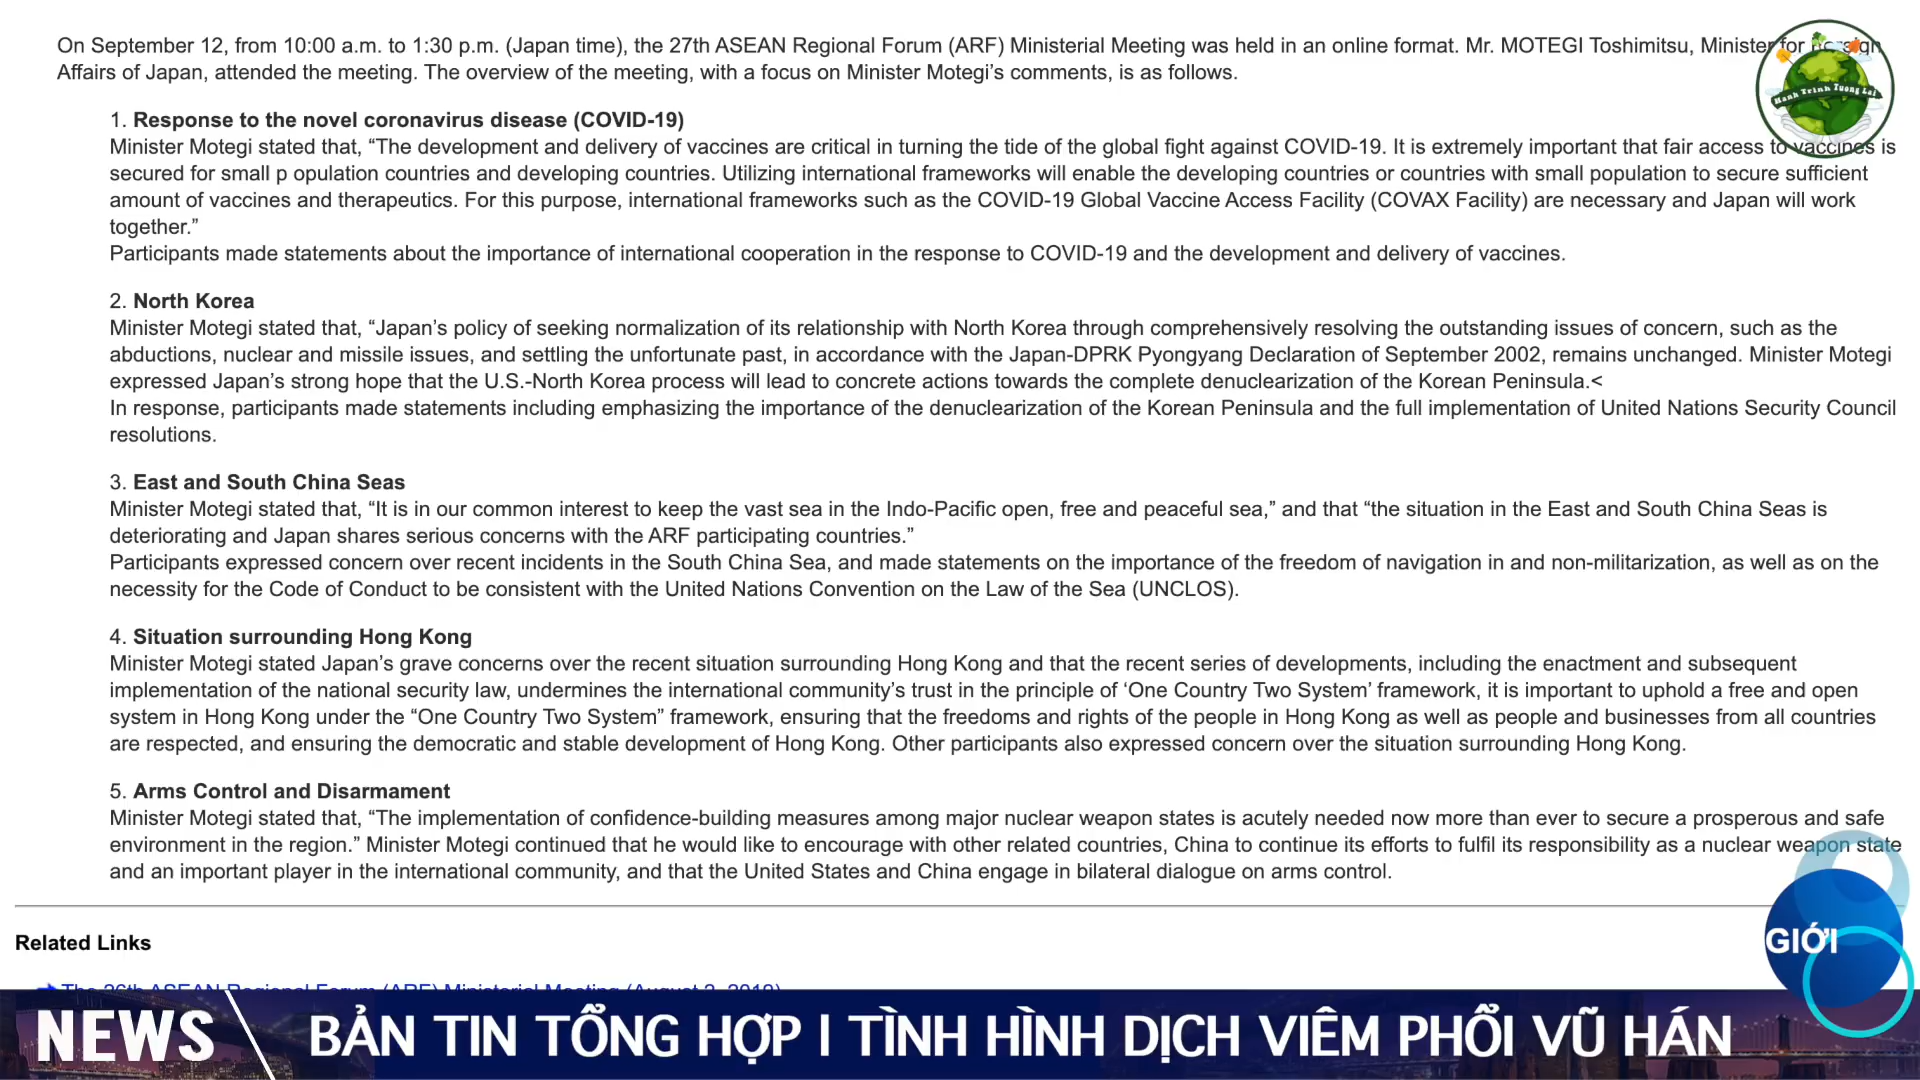 On September 12, from 10:00 a.m. to 1:30 p.m. (Japan time), the 27th ASEAN Regional Forum (ARF) Ministerial Meeting was held in an online format. Mr. MOTEGI Toshimitsu, Minister for Foreign
Affairs of Japan, attended the meeting. The overview of the meeting, with a focus on Minister Motegi’s comments, is as follows.
Hanh Trinh Tuong Lai
1. Response to the novel coronavirus disease (COVID-19)
Minister Motegi stated that, “The development and delivery of vaccines are critical in turning the tide of the global fight against COVID-19. It is extremely important that fair access to vaccines is
secured for small p opulation countries and developing countries. Utilizing international frameworks will enable the developing countries or countries with small population to secure sufficient
amount of vaccines and therapeutics. For this purpose, international frameworks such as the COVID-19 Global Vaccine Access Facility (COVAX Facility) are necessary and Japan will work
together.”
Participants made statements about the importance of international cooperation in the response to COVID-19 and the development and delivery of vaccines.
2. North Korea
Minister Motegi stated that, “Japan’s policy of seeking normalization of its relationship with North Korea through comprehensively resolving the outstanding issues of concern, such as the
abductions, nuclear and missile issues, and settling the unfortunate past, in accordance with the Japan-DPRK Pyongyang Declaration of September 2002, remains unchanged. Minister Motegi
expressed Japan’s strong hope that the U.S.-North Korea process will lead to concrete actions towards the complete denuclearization of the Korean Peninsula.<
In response, participants made statements including emphasizing the importance of the denuclearization of the Korean Peninsula and the full implementation of United Nations Security Council
resolutions.
3. East and South China Seas
Minister Motegi stated that, “It is in our common interest to keep the vast sea in the Indo-Pacific open, free and peaceful sea,” and that “the situation in the East and South China Seas is
deteriorating and Japan shares serious concerns with the ARF participating countries.”
Participants expressed concern over recent incidents in the South China Sea, and made statements on the importance of the freedom of navigation in and non-militarization, as well as on the
necessity for the Code of Conduct to be consistent with the United Nations Convention on the Law of the Sea (UNCLOS).
4. Situation surrounding Hong Kong
Minister Motegi stated Japan’s grave concerns over the recent situation surrounding Hong Kong and that the recent series of developments, including the enactment and subsequent
implementation of the national security law, undermines the international community’s trust in the principle of ‘One Country Two System’ framework, it is important to uphold a free and open
system in Hong Kong under the “One Country Two System” framework, ensuring that the freedoms and rights of the people in Hong Kong as well as people and businesses from all countries
are respected, and ensuring the democratic and stable development of Hong Kong. Other participants also expressed concern over the situation surrounding Hong Kong.
5. Arms Control and Disarmament
Minister Motegi stated that, “The implementation of confidence-building measures among major nuclear weapon states is acutely needed now more than ever to secure a prosperous and safe
environment in the region.” Minister Motegi continued that he would like to encourage with other related countries, China to continue its efforts to fulfil its responsibility as a nuclear weapon state
and an important player in the international community, and that the United States and China engage in bilateral dialogue on arms control.
Related Links
GIỚI
The 26th ASEAN Regional Forum (ARF) Ministerial Meeting (August 2, 2019)
NEWS
BẢN TIN TỔNG HỢP | TÌNH HÌNH DỊCH VIÊM PHỔI VŨ HÁN